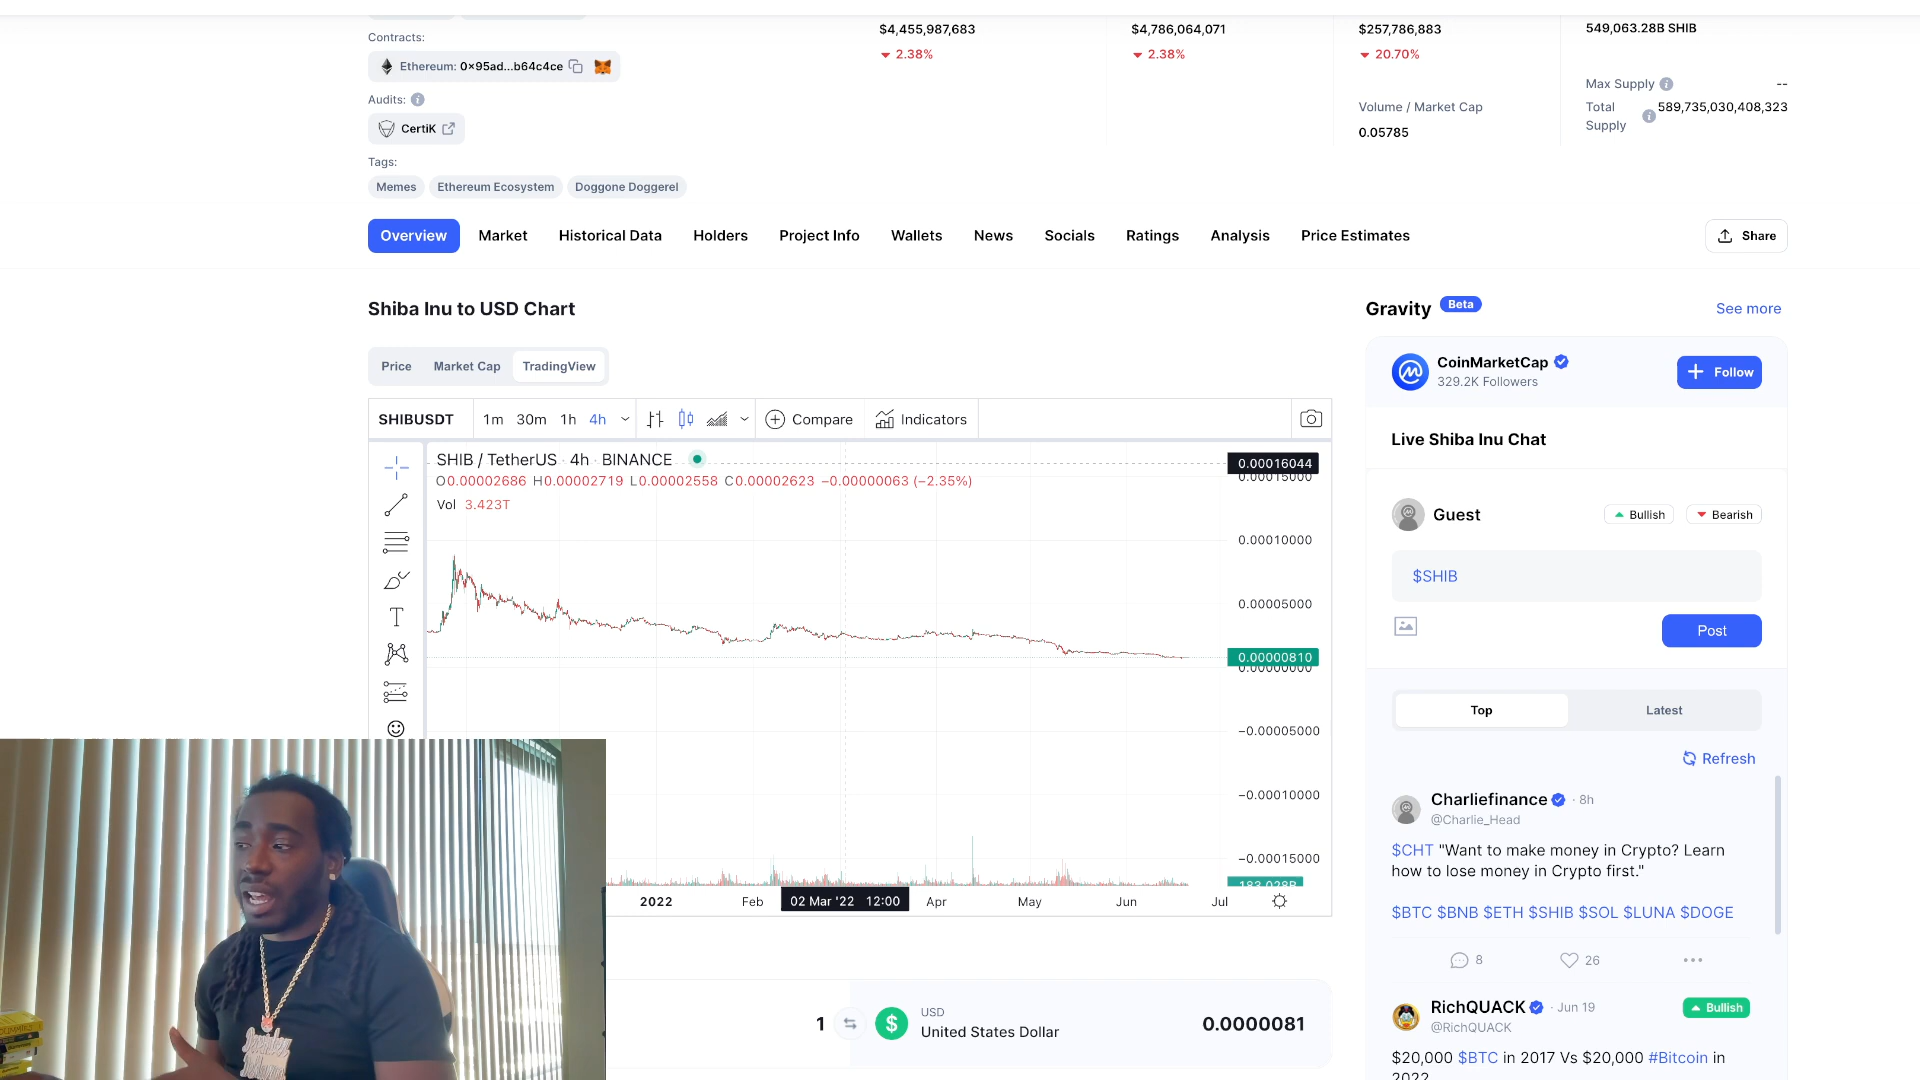 $4,455,987,683
$4,786,064,071
$257,786,883
549,063.28B SHIB
2.38%
2.38%
20.70%
Contracts:
Ethereum: 0x95ad...b64c4ce
Audits:
CertiK
Tags:
Memes
Ethereum Ecosystem
Doggone Doggerel
Volume / Market Cap
0.05785
Max Supply
--
Total Supply
589,735,030,408,323
Overview
Market
Historical Data
Holders
Project Info
Wallets
News
Socials
Ratings
Analysis
Price Estimates
Share
Shiba Inu to USD Chart
Price
Market Cap
TradingView
SHIBUSDT
1m 30m 1h 4h
Compare
Indicators
SHIB / TetherUS · 4h · BINANCE
O0.00002686 H0.00002719 L0.00002558 C0.00002623 −0.00000063 (−2.35%)
Vol 3.423T
0.00016044
0.00015000
0.00010000
0.00005000
0.00000810
0.00000000
−0.00005000
−0.00010000
−0.00015000
183.028B
2022
Feb
02 Mar '22 12:00
Apr
May
Jun
Jul
1
USD
United States Dollar
0.0000081
Gravity Beta
See more
CoinMarketCap
329.2K Followers
Follow
Live Shiba Inu Chat
Guest
Bullish
Bearish
$SHIB
Post
Top
Latest
Refresh
Charliefinance · 8h
@Charlie_Head
$CHT "Want to make money in Crypto? Learn
how to lose money in Crypto first."
$BTC $BNB $ETH $SHIB $SOL $LUNA $DOGE
8
26
RichQUACK · Jun 19
Bullish
@RichQUACK
$20,000 $BTC in 2017 Vs $20,000 #Bitcoin in
2022